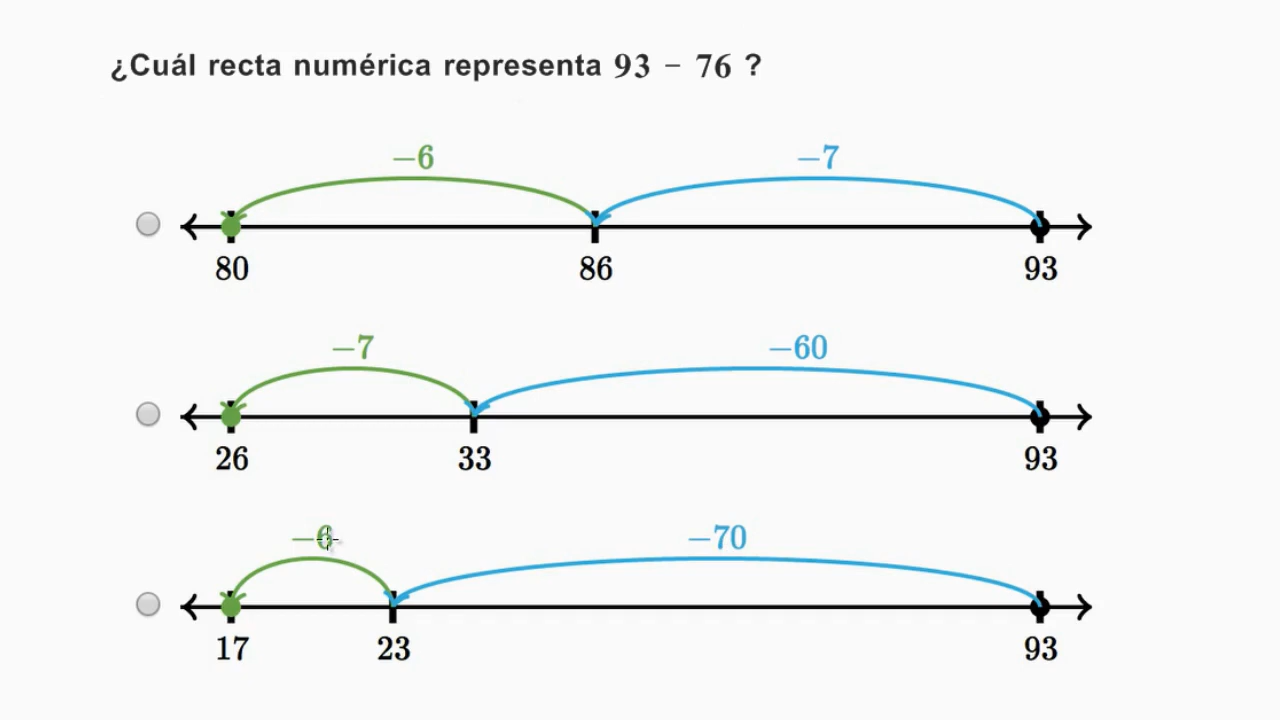 ¿Cuál recta numérica representa 93 − 76 ?
−6 −7
80 86 93
−7 −60
26 33 93
−6 −70
17 23 93